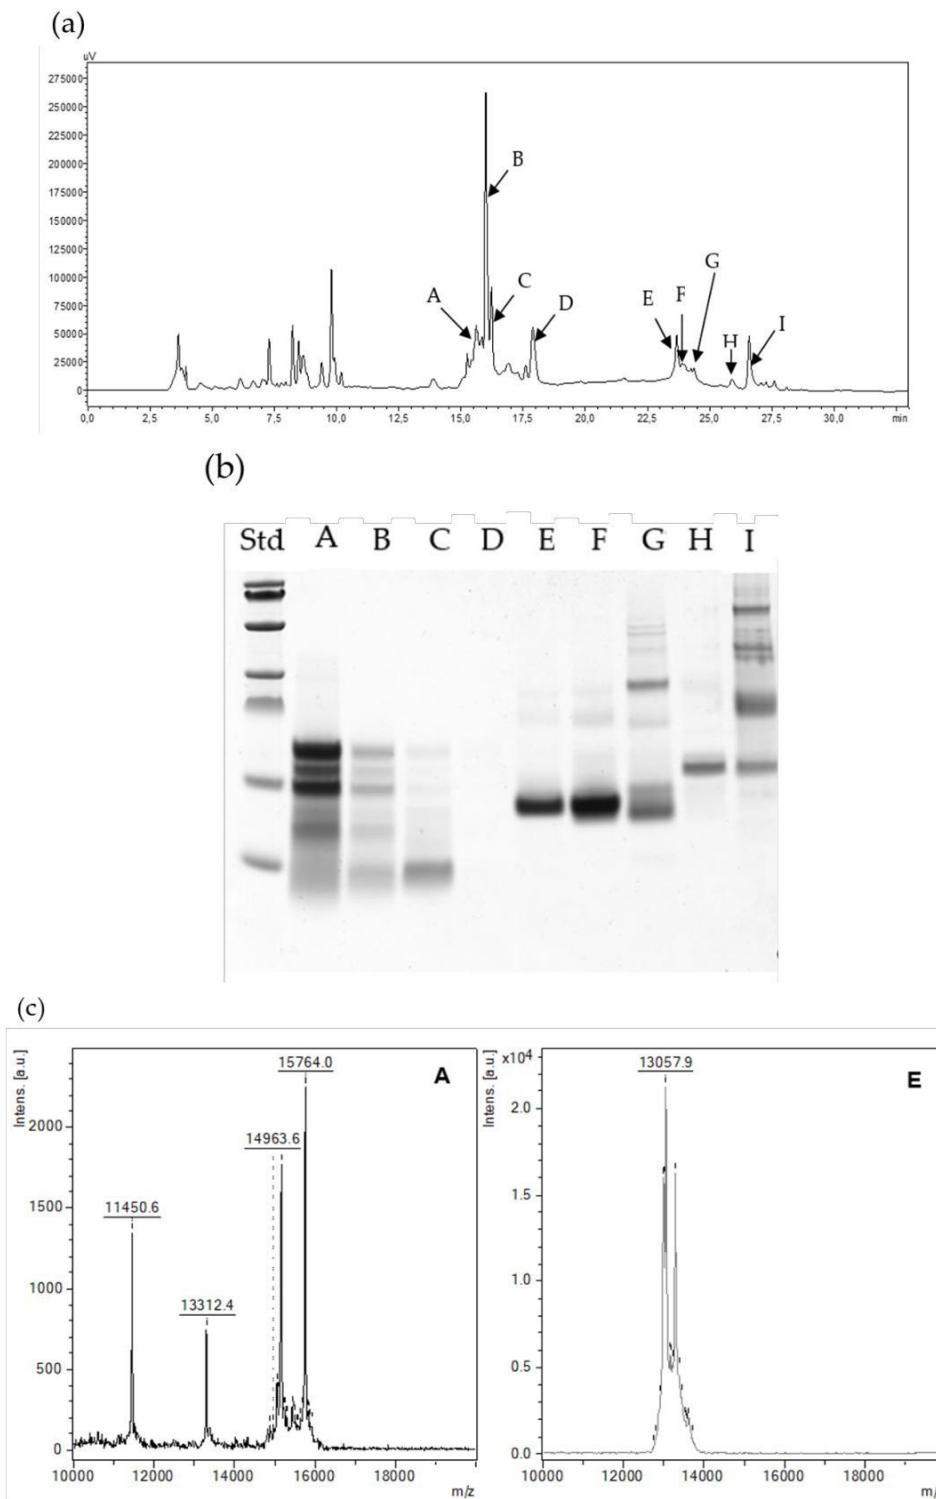 (a)
uV
275000
250000
225000
200000
175000
150000
125000
100000
75000
50000
25000
0
A
B
C
D
E
F
G
H
I
0,0 2,5 5,0 7,5 10,0 12,5 15,0 17,5 20,0 22,5 25,0 27,5 30,0 min
(b)
Std A B C D E F G H I
(c)
Intens. [a.u.]
2000
1500
1000
500
0
15764.0
14963.6
11450.6
13312.4
A
10000 12000 14000 16000 18000
m/z
Intens. [a.u.]
x10⁴
2.0
1.5
1.0
0.5
0.0
13057.9
E
10000 12000 14000 16000 18000
m/